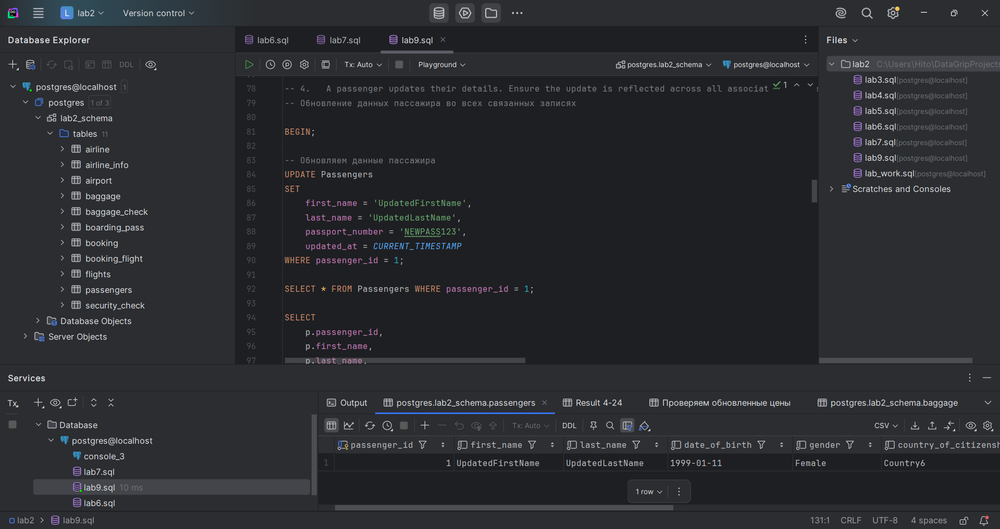 L lab2 Version control
Database Explorer
DDL
postgres@localhost 1
postgres 1 of 3
lab2_schema
tables 11
airline
airline_info
airport
baggage
baggage_check
boarding_pass
booking
booking_flight
flights
passengers
security_check
Database Objects
Server Objects
lab6.sql lab7.sql lab9.sql
Tx: Auto Playground postgres.lab2_schema postgres@localhost
1
78 -- 4. A passenger updates their details. Ensure the update is reflected across all associat
79 -- Обновление данных пассажира во всех связанных записях
80
81 BEGIN;
82
83 -- Обновляем данные пассажира
84 UPDATE Passengers
85 SET
86 first_name = 'UpdatedFirstName',
87 last_name = 'UpdatedLastName',
88 passport_number = 'NEWPASS123',
89 updated_at = CURRENT_TIMESTAMP
90 WHERE passenger_id = 1;
91
92 SELECT * FROM Passengers WHERE passenger_id = 1;
93
94 SELECT
95 p.passenger_id,
96 p.first_name,
97 p.last_name,
Files
lab2 C:\Users\Hito\DataGripProjects
lab3.sql [postgres@localhost]
lab4.sql [postgres@localhost]
lab5.sql [postgres@localhost]
lab6.sql [postgres@localhost]
lab7.sql [postgres@localhost]
lab9.sql [postgres@localhost]
lab_work.sql [postgres@localhost]
Scratches and Consoles
Services
Tx
Database
postgres@localhost
console_3
lab7.sql
lab9.sql 10 ms
lab6.sql
Output postgres.lab2_schema.passengers Result 4-24 Проверяем обновленные цены postgres.lab2_schema.baggage
Tx: Auto DDL CSV
passenger_id first_name last_name date_of_birth gender country_of_citizensh
1 1 UpdatedFirstName UpdatedLastName 1999-01-11 Female Country6
1 row
lab2 > lab9.sql
131:1 CRLF UTF-8 4 spaces